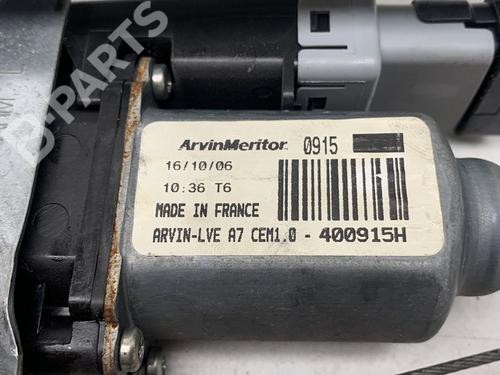 B-PARTS
ArvinMeritor 0915
16/10/06
10:36 T6
MADE IN FRANCE
ARVIN-LVE A7 CEM1.0 - 400915H